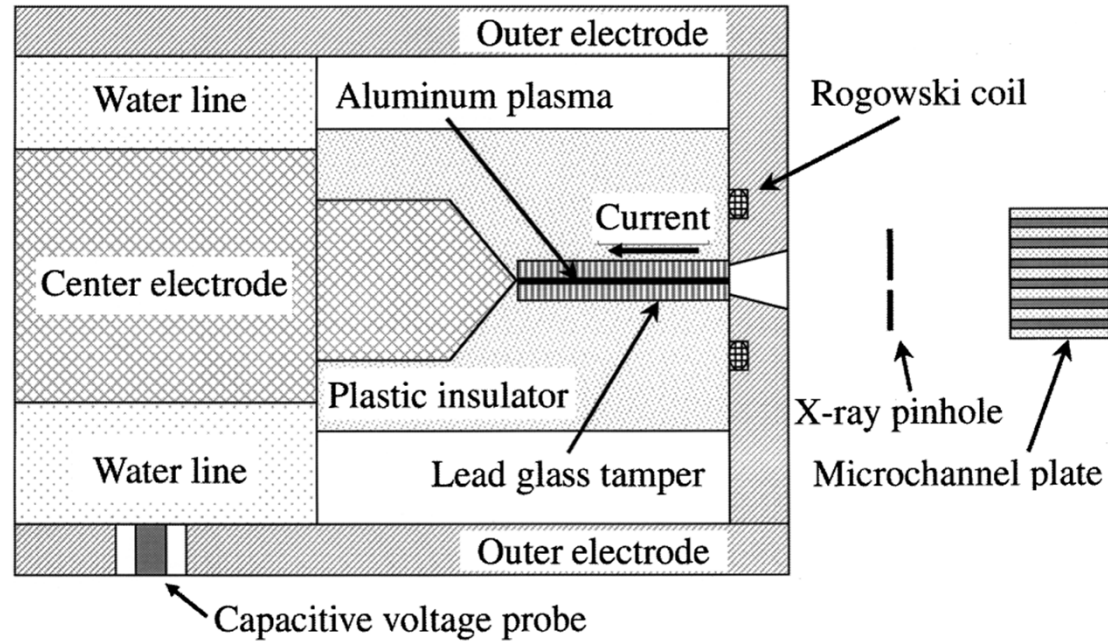 Outer electrode
Water line
Aluminum plasma
Rogowski coil
Current
Center electrode
Plastic insulator
X-ray pinhole
Water line
Lead glass tamper
Microchannel plate
Outer electrode
Capacitive voltage probe